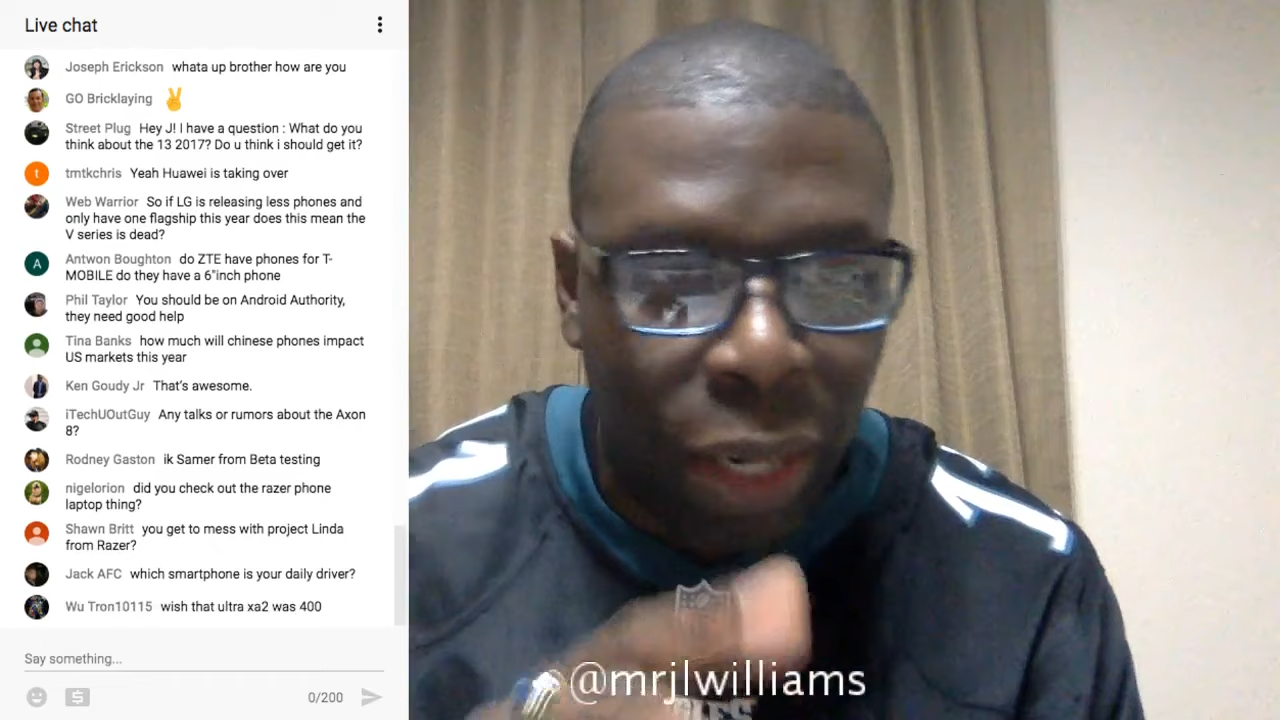 Live chat
Joseph Erickson whata up brother how are you
GO Bricklaying ✌
Street Plug Hey J! I have a question : What do you
think about the 13 2017? Do u think i should get it?
t
tmtkchris Yeah Huawei is taking over
Web Warrior So if LG is releasing less phones and
only have one flagship this year does this mean the
V series is dead?
A
Antwon Boughton do ZTE have phones for T-
MOBILE do they have a 6"inch phone
Phil Taylor You should be on Android Authority,
they need good help
Tina Banks how much will chinese phones impact
US markets this year
Ken Goudy Jr That's awesome.
iTechUOutGuy Any talks or rumors about the Axon
8?
Rodney Gaston ik Samer from Beta testing
nigelorion did you check out the razer phone
laptop thing?
Shawn Britt you get to mess with project Linda
from Razer?
Jack AFC which smartphone is your daily driver?
Wu Tron10115 wish that ultra xa2 was 400
Say something...
0/200
NFL
@mrjlwilliams